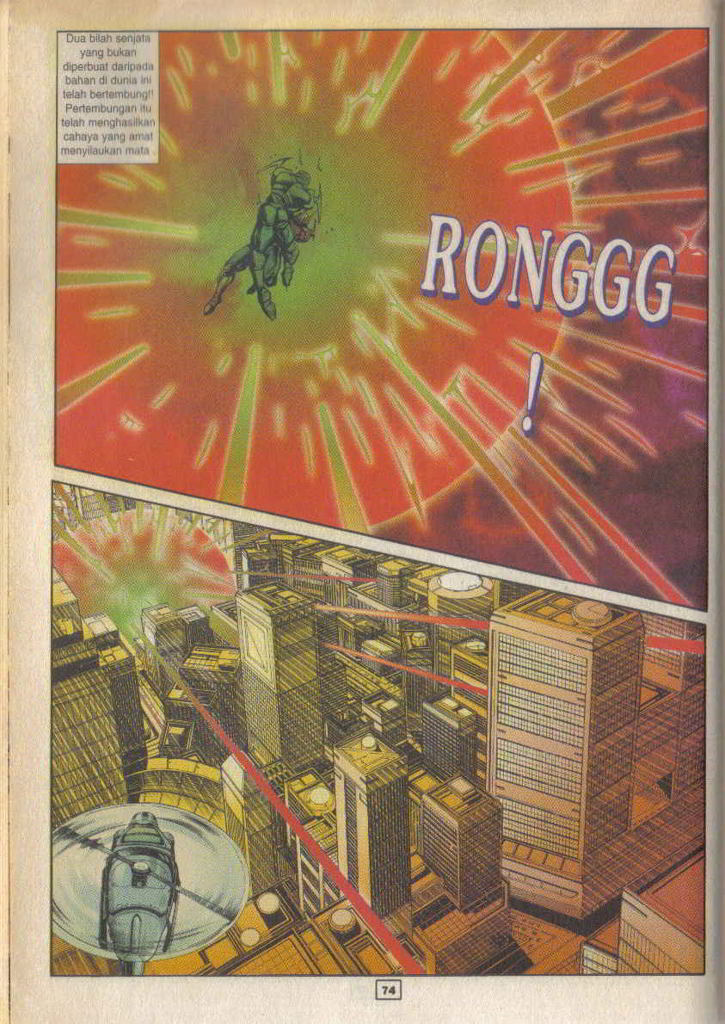 Dua bilah senjata
yang bukan
diperbuat daripada
bahan di dunia ini
telah bertembung!!
Pertembungan itu
telah menghasilkan
cahaya yang amat
menyilaukan mata.
RONGGG
!
74